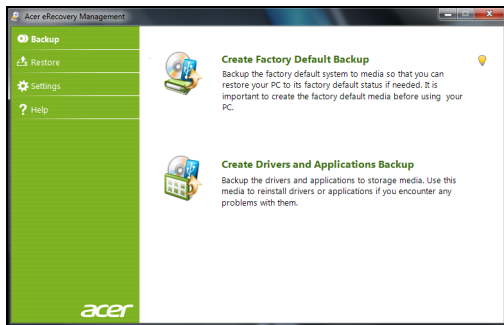 Acer eRecovery Management
Backup
Restore
Settings
? Help
Create Factory Default Backup
Backup the factory default system to media so that you can
restore your PC to its factory default status if needed. It is
important to create the factory default media before using your
PC.
Create Drivers and Applications Backup
Backup the drivers and applications to storage media. Use this
media to reinstall drivers or applications if you encounter any
problems with them.
acer